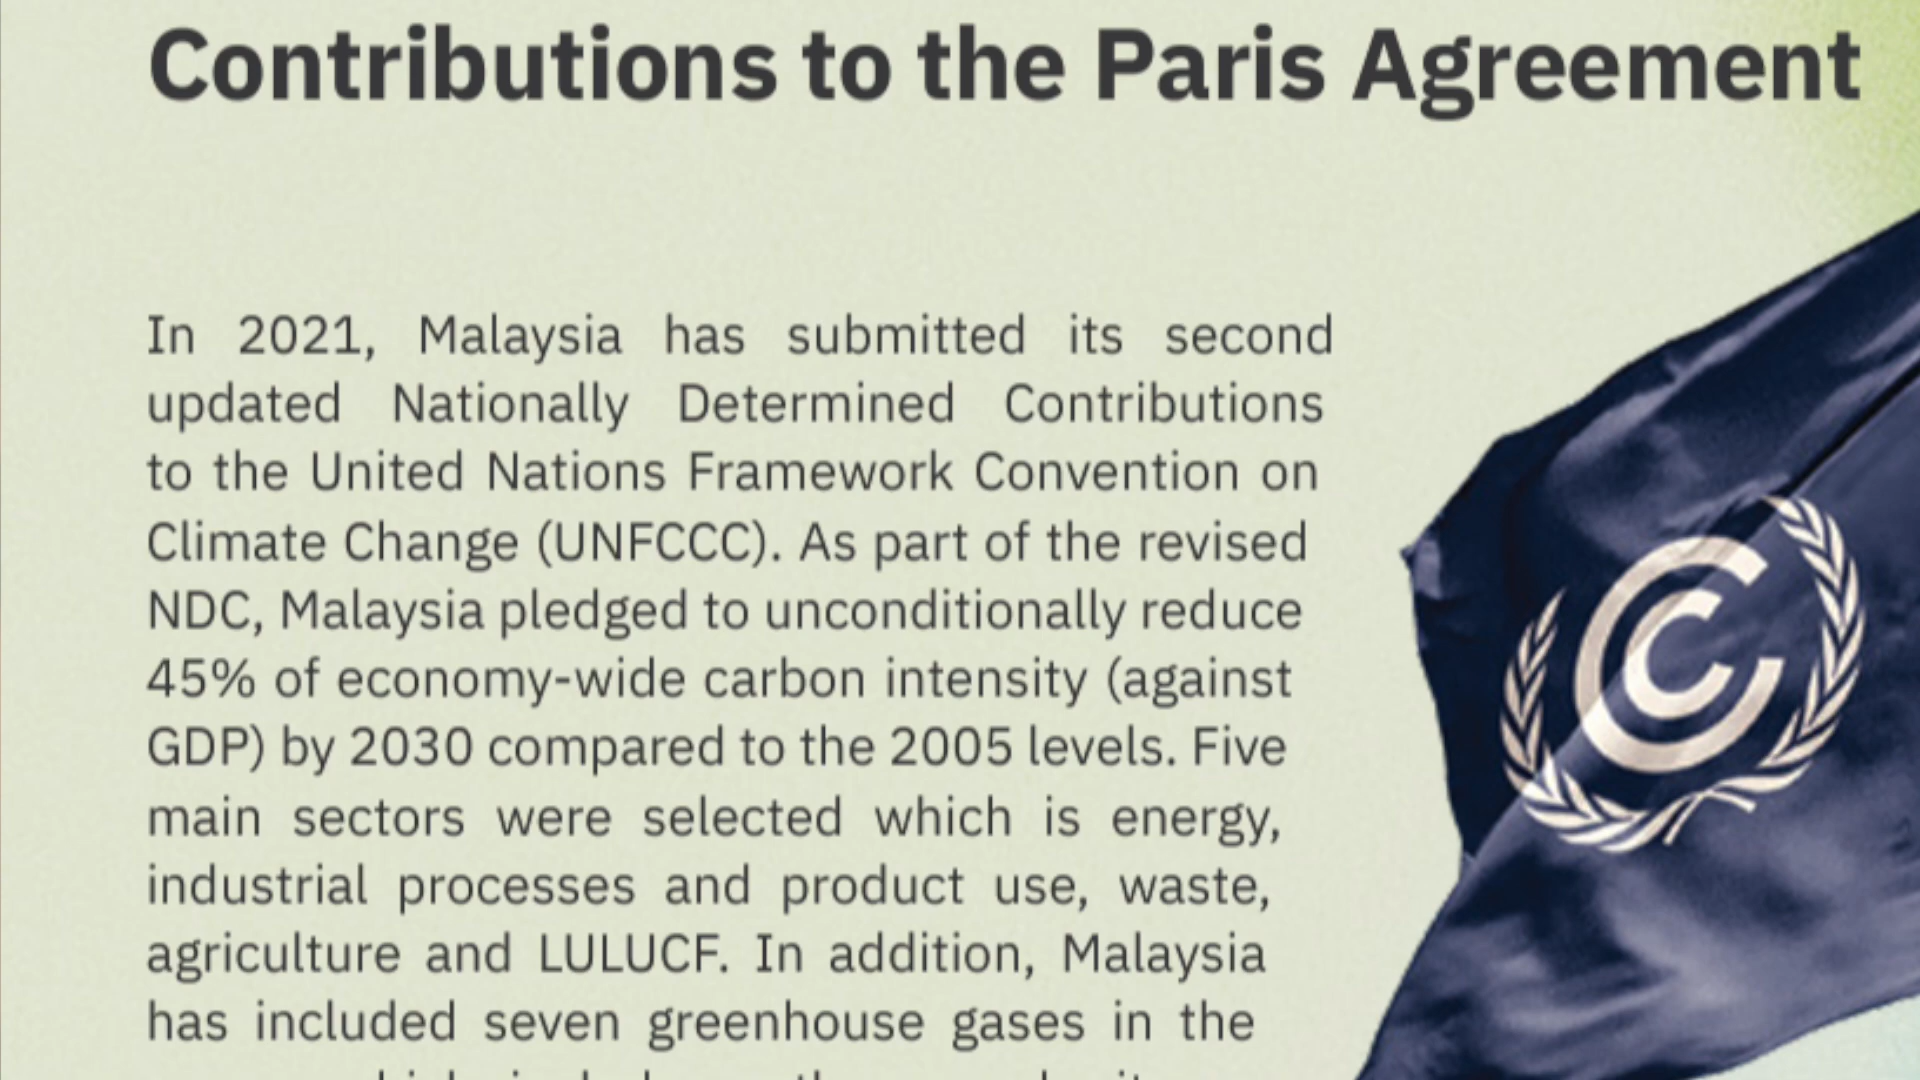 Contributions to the Paris Agreement
In 2021, Malaysia has submitted its second
updated Nationally Determined Contributions
to the United Nations Framework Convention on
Climate Change (UNFCCC). As part of the revised
NDC, Malaysia pledged to unconditionally reduce
45% of economy-wide carbon intensity (against
GDP) by 2030 compared to the 2005 levels. Five
main sectors were selected which is energy,
industrial processes and product use, waste,
agriculture and LULUCF. In addition, Malaysia
has included seven greenhouse gases in the